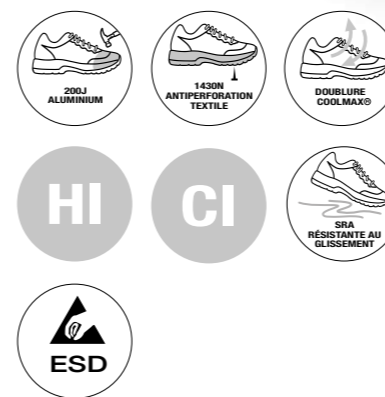 200J
ALUMINIUM
1430N
ANTIPERFORATION
TEXTILE
DOUBLURE
COOLMAX®
HI
CI
SRA
RÉSISTANTE AU
GLISSEMENT
ESD